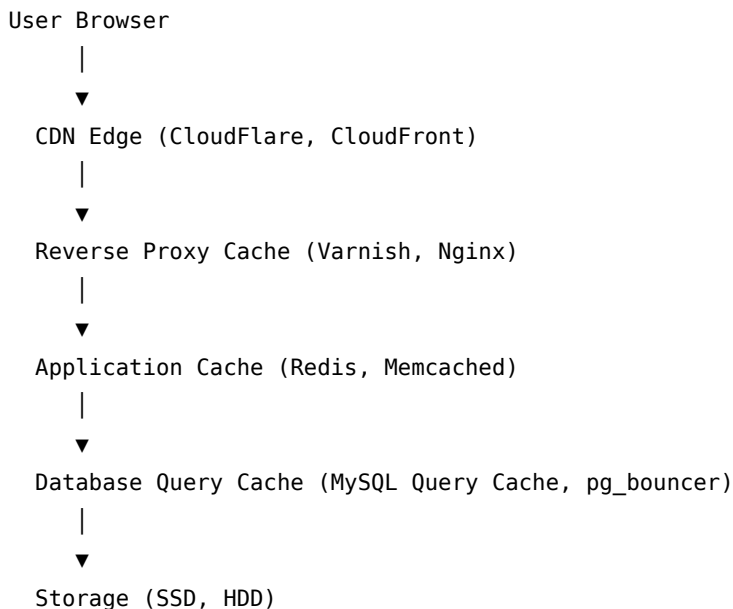 User Browser
│
▼
CDN Edge (CloudFlare, CloudFront)
│
▼
Reverse Proxy Cache (Varnish, Nginx)
│
▼
Application Cache (Redis, Memcached)
│
▼
Database Query Cache (MySQL Query Cache, pg_bouncer)
│
▼
Storage (SSD, HDD)